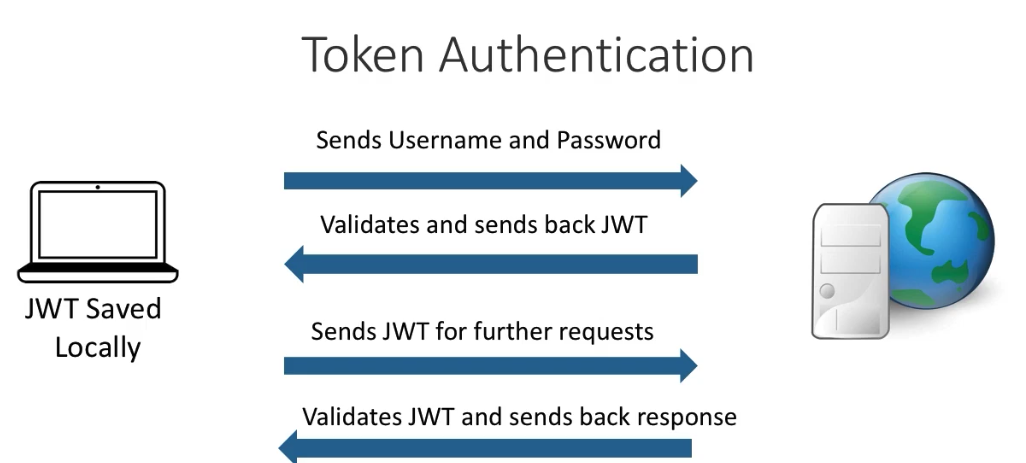 Token Authentication
Sends Username and Password
Validates and sends back JWT
JWT Saved
Locally
Sends JWT for further requests
Validates JWT and sends back response